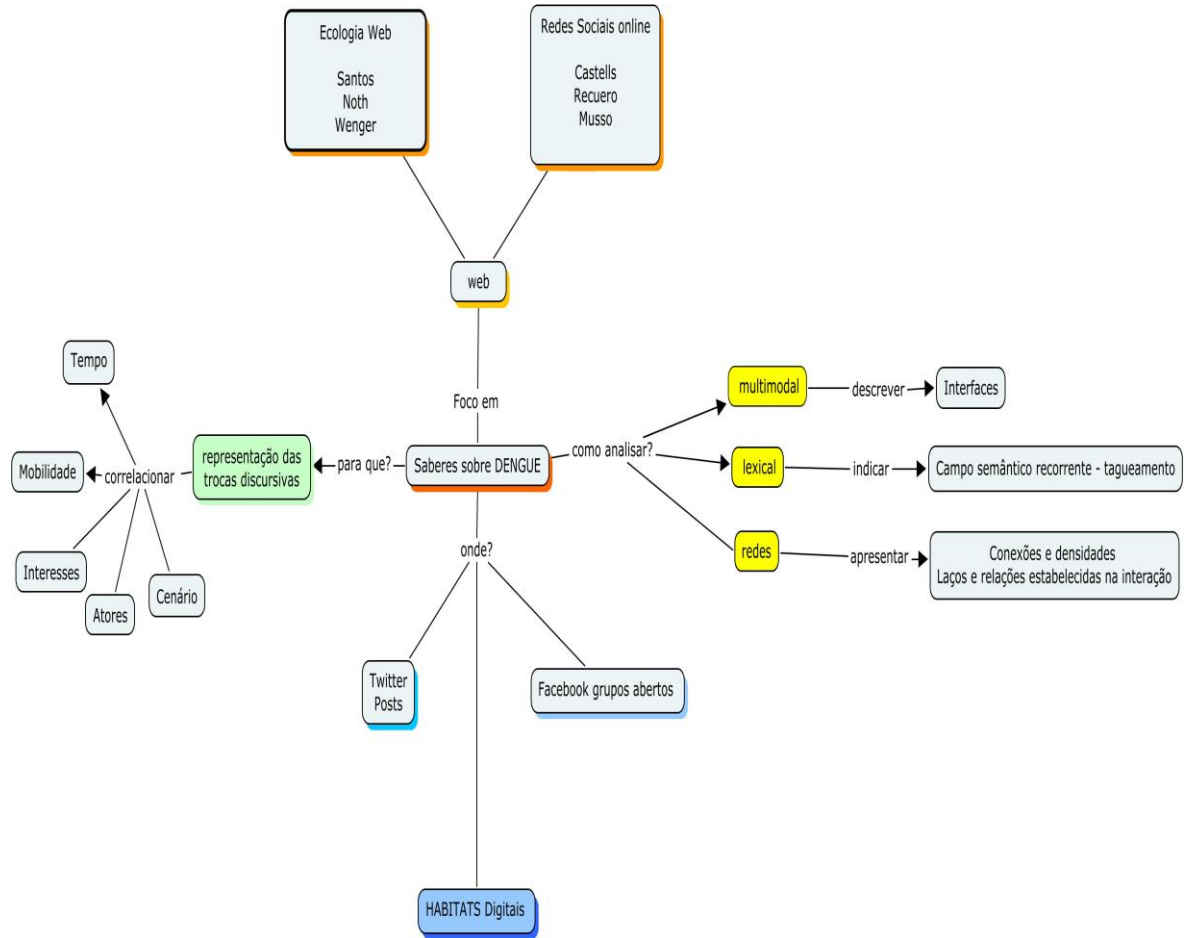 Ecologia Web
Santos
Noth
Wenger
Redes Sociais online
Castells
Recuero
Musso
web
Foco em
Saberes sobre DENGUE
para que?
representação das
trocas discursivas
correlacionar
Tempo
Mobilidade
Interesses
Atores
Cenário
como analisar?
multimodal
descrever
Interfaces
lexical
indicar
Campo semântico recorrente - tagueamento
redes
apresentar
Conexões e densidades
Laços e relações estabelecidas na interação
onde?
Twitter
Posts
Facebook grupos abertos
HABITATS Digitais